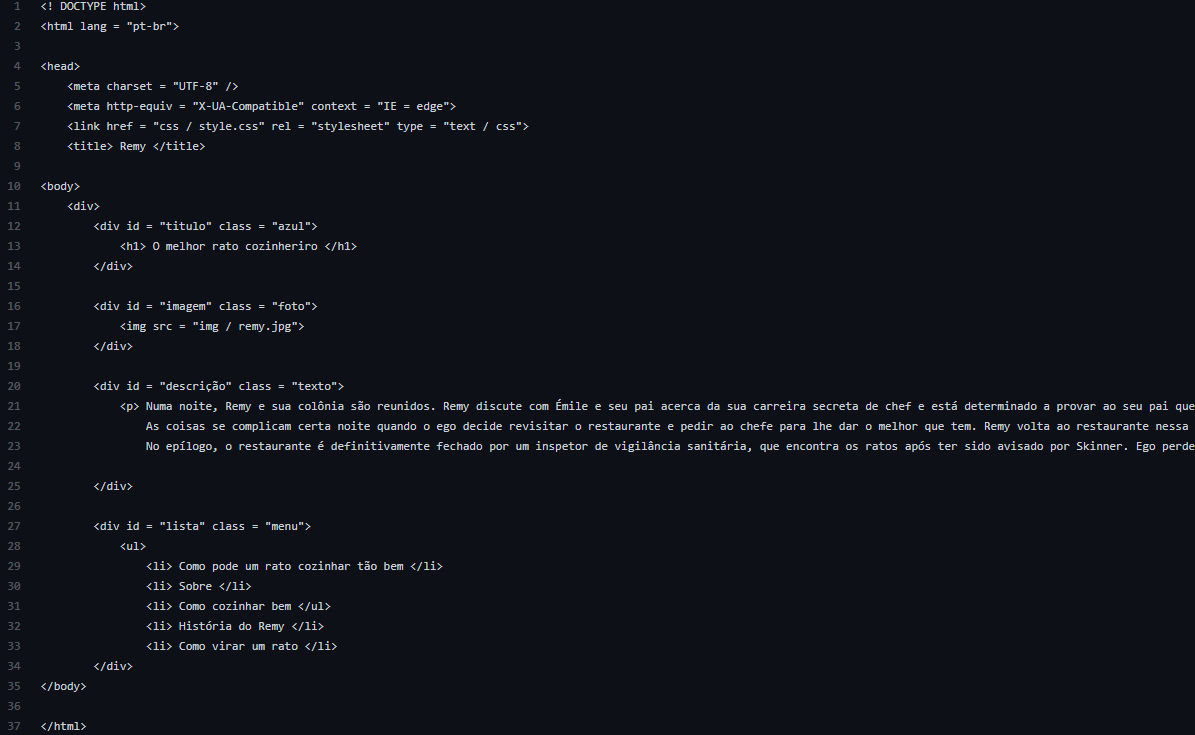 1 <! DOCTYPE html>
2 <html lang = "pt-br">
3
4 <head>
5     <meta charset = "UTF-8" />
6     <meta http-equiv = "X-UA-Compatible" context = "IE = edge">
7     <link href = "css / style.css" rel = "stylesheet" type = "text / css">
8     <title> Remy </title>
9
10 <body>
11     <div>
12         <div id = "titulo" class = "azul">
13             <h1> O melhor rato cozinheriro </h1>
14         </div>
15
16         <div id = "imagem" class = "foto">
17             <img src = "img / remy.jpg">
18         </div>
19
20         <div id = "descrição" class = "texto">
21             <p> Numa noite, Remy e sua colônia são reunidos. Remy discute com Émile e seu pai acerca da sua carreira secreta de chef e está determinado a provar ao seu pai que
22                 As coisas se complicam certa noite quando o ego decide revisitar o restaurante e pedir ao chefe para lhe dar o melhor que tem. Remy volta ao restaurante nessa
23                 No epílogo, o restaurante é definitivamente fechado por um inspetor de vigilância sanitária, que encontra os ratos após ter sido avisado por Skinner. Ego perde
24
25         </div>
26
27         <div id = "lista" class = "menu">
28             <ul>
29                 <li> Como pode um rato cozinhar tão bem </li>
30                 <li> Sobre </li>
31                 <li> Como cozinhar bem </ul>
32                 <li> História do Remy </li>
33                 <li> Como virar um rato </li>
34         </div>
35 </body>
36
37 </html>